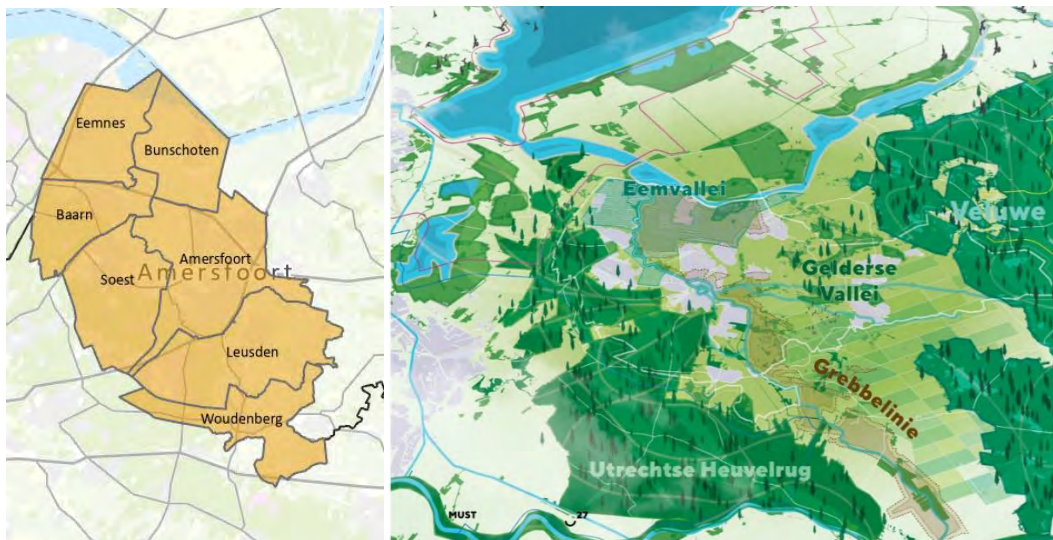 Eemnes
Bunschoten
Baarn
Amersfoort
Soest
Amersfoort
Leusden
Woudenberg
Eemvallei
Veluwe
Gelderse
Vallei
Grebbelinie
Utrechtse Heuvelrug
MUST
27